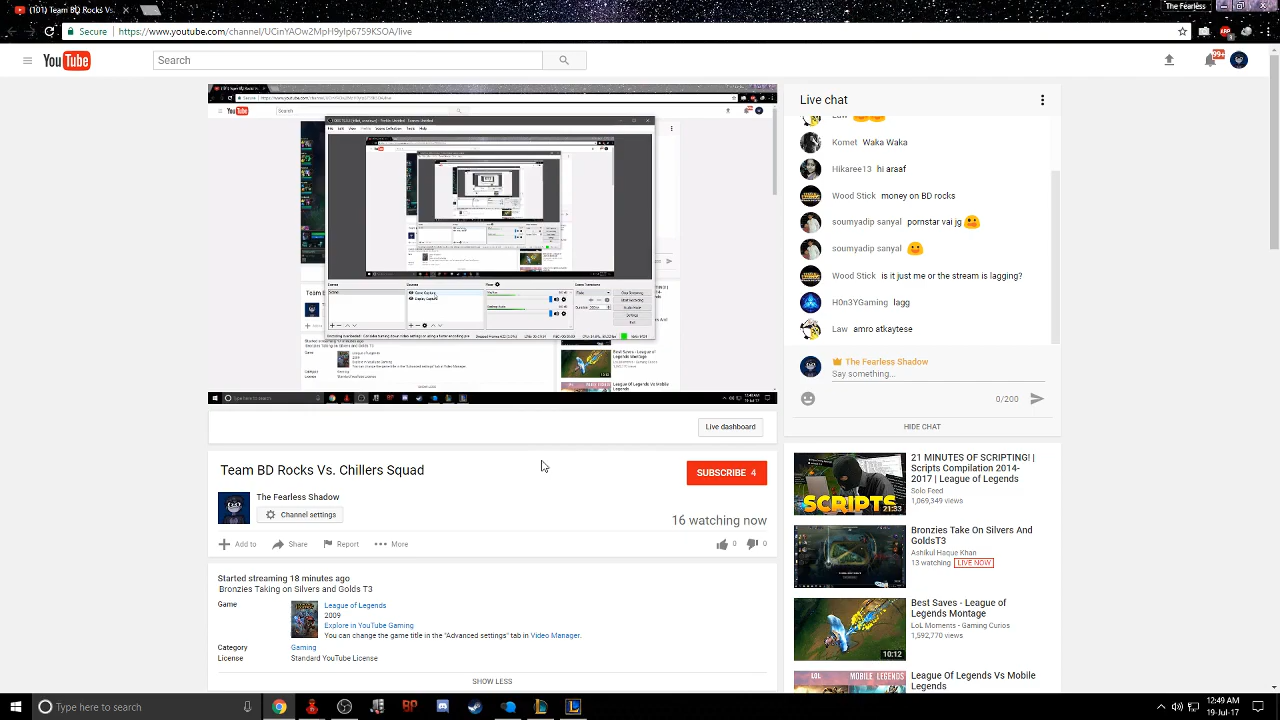 (101) Team BD Rocks Vs.
The Fearless
Secure
https://www.youtube.com/channel/UCinYAOw2MpH9yIp6759KSOA/live
YouTube
Search
99+
Live chat
Law
Komet Waka Waka
Hikaree13 hi araaf
Wood Stick money on BD rocks
soumyadip sanyal pornstar vai jg
soumyadip sanyal
Wood Stick is it just me or the stream is lagging?
H0n3YGaming lagg
Law amro atkaytese
The Fearless Shadow
Say something...
0/200
HIDE CHAT
Live dashboard
Team BD Rocks Vs. Chillers Squad
SUBSCRIBE 4
The Fearless Shadow
Channel settings
16 watching now
Add to
Share
Report
More
0
0
Started streaming 18 minutes ago
Bronzies Taking on Silvers and Golds T3
Game
League of Legends
2009
Explore in YouTube Gaming
You can change the game title in the "Advanced settings" tab in Video Manager.
Category
Gaming
License
Standard YouTube License
SHOW LESS
SCRIPTS
21:33
21 MINUTES OF SCRIPTING! |
Scripts Compilation 2014-
2017 | League of Legends
Solo Feed
1,069,349 views
Bronzies Take On Silvers And
GoldsT3
Ashikul Haque Khan
13 watching LIVE NOW
10:12
Best Saves - League of
Legends Montage
LoL Moments - Gaming Curios
1,592,770 views
LOL
MOBILE LEGENDS
League Of Legends Vs Mobile
Legends
Type here to search
BP
12:49 AM
19-Jul-17